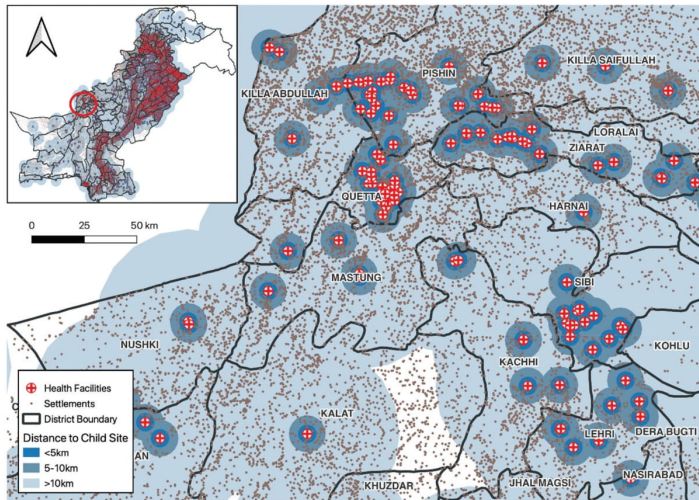 KILLA SAIFULLAH
PISHIN
KILLA ABDULLAH
LORALAI
ZIARAT
0 25 50 km
QUETTA
HARNAI
MASTUNG
SIBI
NUSHKI
KOHLU
KACHHI
Health Facilities
Settlements
District Boundary
Distance to Child Site
<5km
5-10km
>10km
KALAT
LEHRI
DERA BUGTI
AN
KHUZDAR
JHAL MAGSI
NASIRABAD